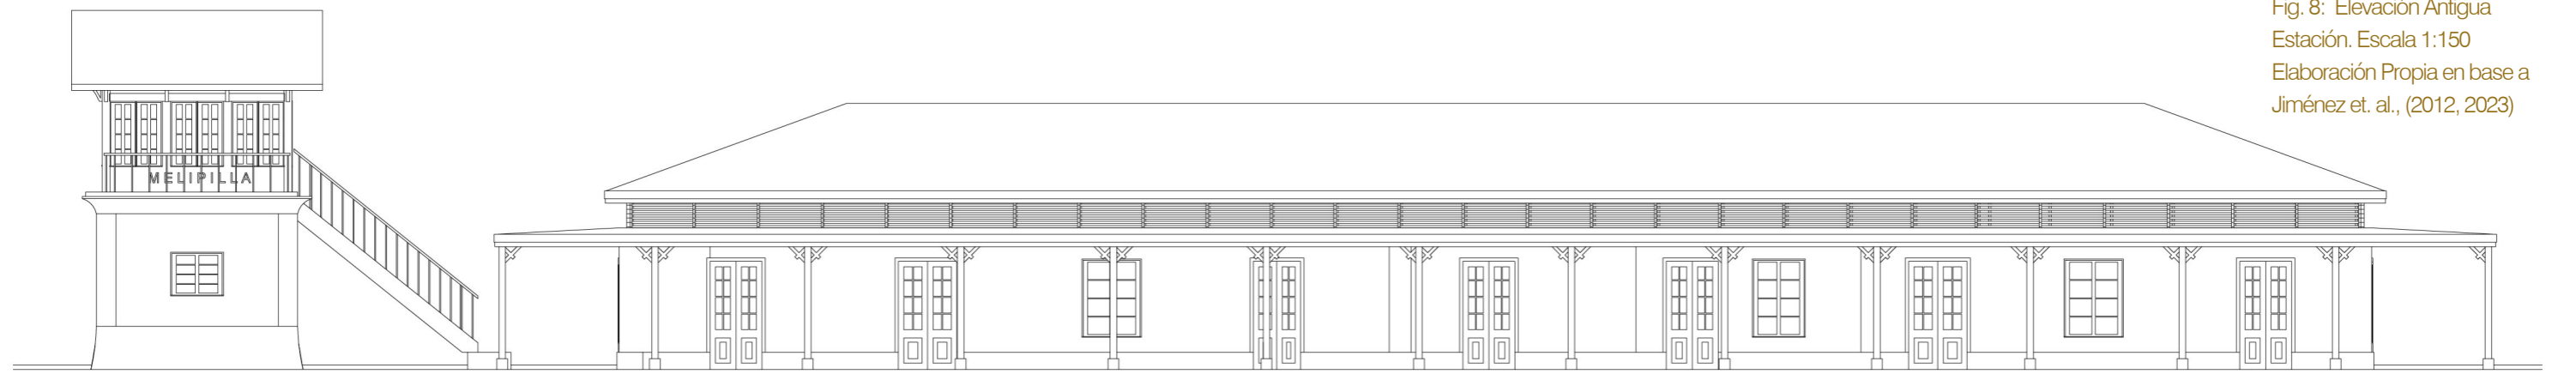 Fig. 8: Elevación Antigua
Estación. Escala 1:150
Elaboración Propia en base a
Jiménez et. al., (2012, 2023)
MELIPILLA